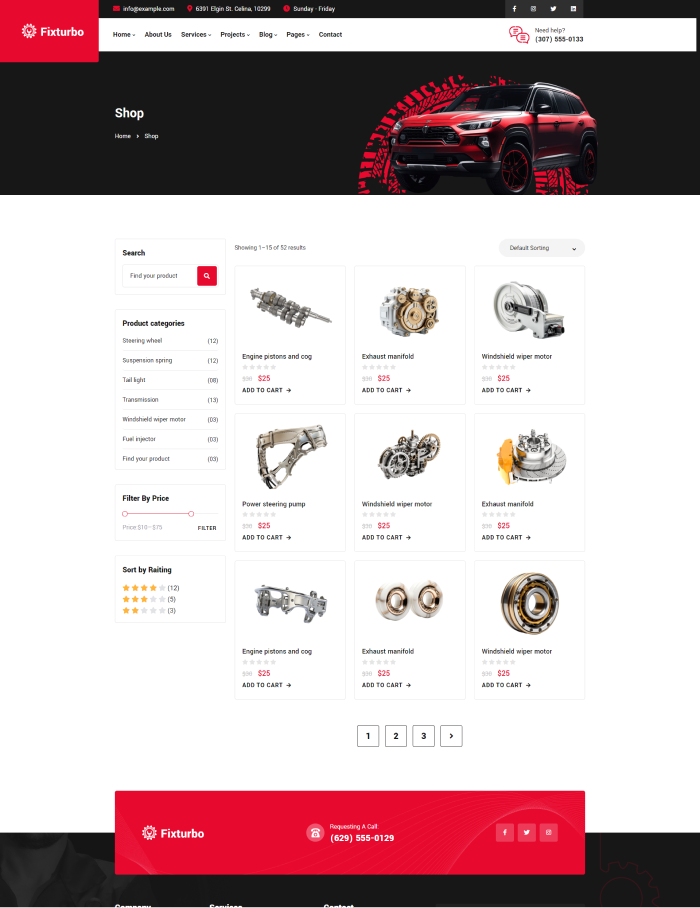 info@example.com 6391 Elgin St. Celina, 10299 Sunday - Friday
Fixturbo
Home About Us Services Projects Blog Pages Contact
Need help?
(307) 555-0133
Shop
Home Shop
Search
Find your product
Product categories
Steering wheel (12)
Suspension spring (12)
Tail light (08)
Transmission (13)
Windshield wiper motor (03)
Fuel injector (03)
Find your product (03)
Filter By Price
Price:$10—$75 FILTER
Sort by Raiting
(12)
(5)
(3)
Showing 1–15 of 52 results
Default Sorting
Engine pistons and cog
$30 $25
ADD TO CART
Exhaust manifold
$30 $25
ADD TO CART
Windshield wiper motor
$30 $25
ADD TO CART
Power steering pump
$30 $25
ADD TO CART
Windshield wiper motor
$30 $25
ADD TO CART
Exhaust manifold
$30 $25
ADD TO CART
Engine pistons and cog
$30 $25
ADD TO CART
Exhaust manifold
$30 $25
ADD TO CART
Windshield wiper motor
$30 $25
ADD TO CART
1 2 3
Fixturbo
Requesting A Call
(629) 555-0129
Company Services Contact